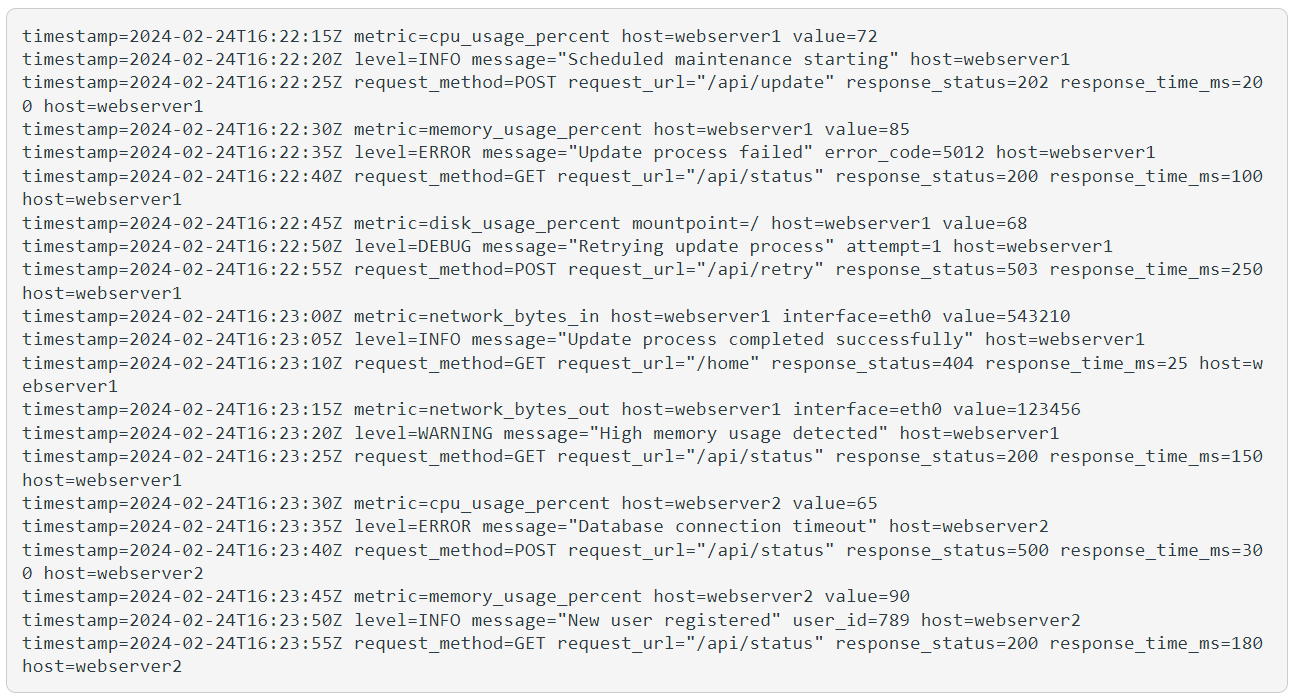 timestamp=2024-02-24T16:22:15Z metric=cpu_usage_percent host=webserver1 value=72
timestamp=2024-02-24T16:22:20Z level=INFO message="Scheduled maintenance starting" host=webserver1
timestamp=2024-02-24T16:22:25Z request_method=POST request_url="/api/update" response_status=202 response_time_ms=20
0 host=webserver1
timestamp=2024-02-24T16:22:30Z metric=memory_usage_percent host=webserver1 value=85
timestamp=2024-02-24T16:22:35Z level=ERROR message="Update process failed" error_code=5012 host=webserver1
timestamp=2024-02-24T16:22:40Z request_method=GET request_url="/api/status" response_status=200 response_time_ms=100
host=webserver1
timestamp=2024-02-24T16:22:45Z metric=disk_usage_percent mountpoint=/ host=webserver1 value=68
timestamp=2024-02-24T16:22:50Z level=DEBUG message="Retrying update process" attempt=1 host=webserver1
timestamp=2024-02-24T16:22:55Z request_method=POST request_url="/api/retry" response_status=503 response_time_ms=250
host=webserver1
timestamp=2024-02-24T16:23:00Z metric=network_bytes_in host=webserver1 interface=eth0 value=543210
timestamp=2024-02-24T16:23:05Z level=INFO message="Update process completed successfully" host=webserver1
timestamp=2024-02-24T16:23:10Z request_method=GET request_url="/home" response_status=404 response_time_ms=25 host=w
ebserver1
timestamp=2024-02-24T16:23:15Z metric=network_bytes_out host=webserver1 interface=eth0 value=123456
timestamp=2024-02-24T16:23:20Z level=WARNING message="High memory usage detected" host=webserver1
timestamp=2024-02-24T16:23:25Z request_method=GET request_url="/api/status" response_status=200 response_time_ms=150
host=webserver1
timestamp=2024-02-24T16:23:30Z metric=cpu_usage_percent host=webserver2 value=65
timestamp=2024-02-24T16:23:35Z level=ERROR message="Database connection timeout" host=webserver2
timestamp=2024-02-24T16:23:40Z request_method=POST request_url="/api/status" response_status=500 response_time_ms=30
0 host=webserver2
timestamp=2024-02-24T16:23:45Z metric=memory_usage_percent host=webserver2 value=90
timestamp=2024-02-24T16:23:50Z level=INFO message="New user registered" user_id=789 host=webserver2
timestamp=2024-02-24T16:23:55Z request_method=GET request_url="/api/status" response_status=200 response_time_ms=180
host=webserver2